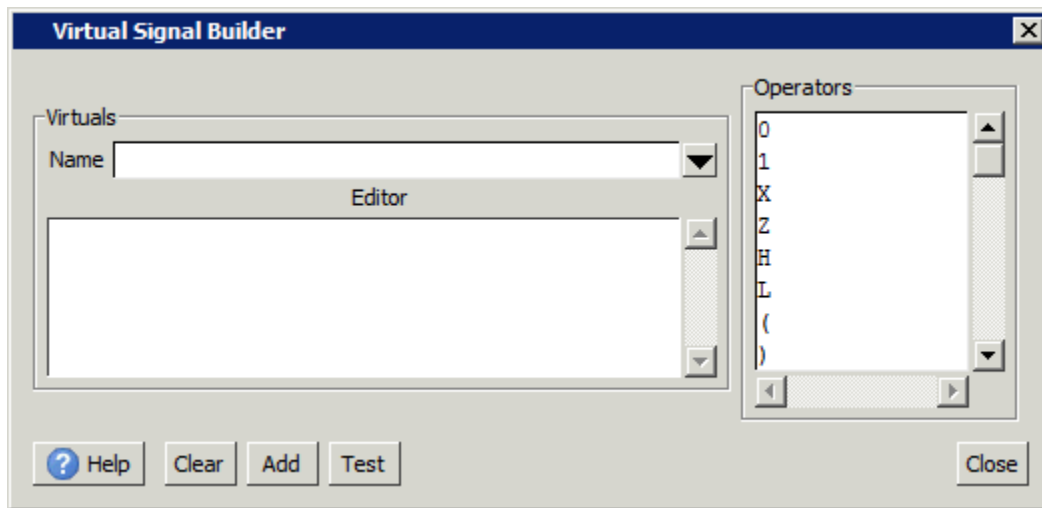 Virtual Signal Builder
Virtuals
Name
Editor
Operators
0
1
X
Z
H
L
(
)
? Help
Clear
Add
Test
Close